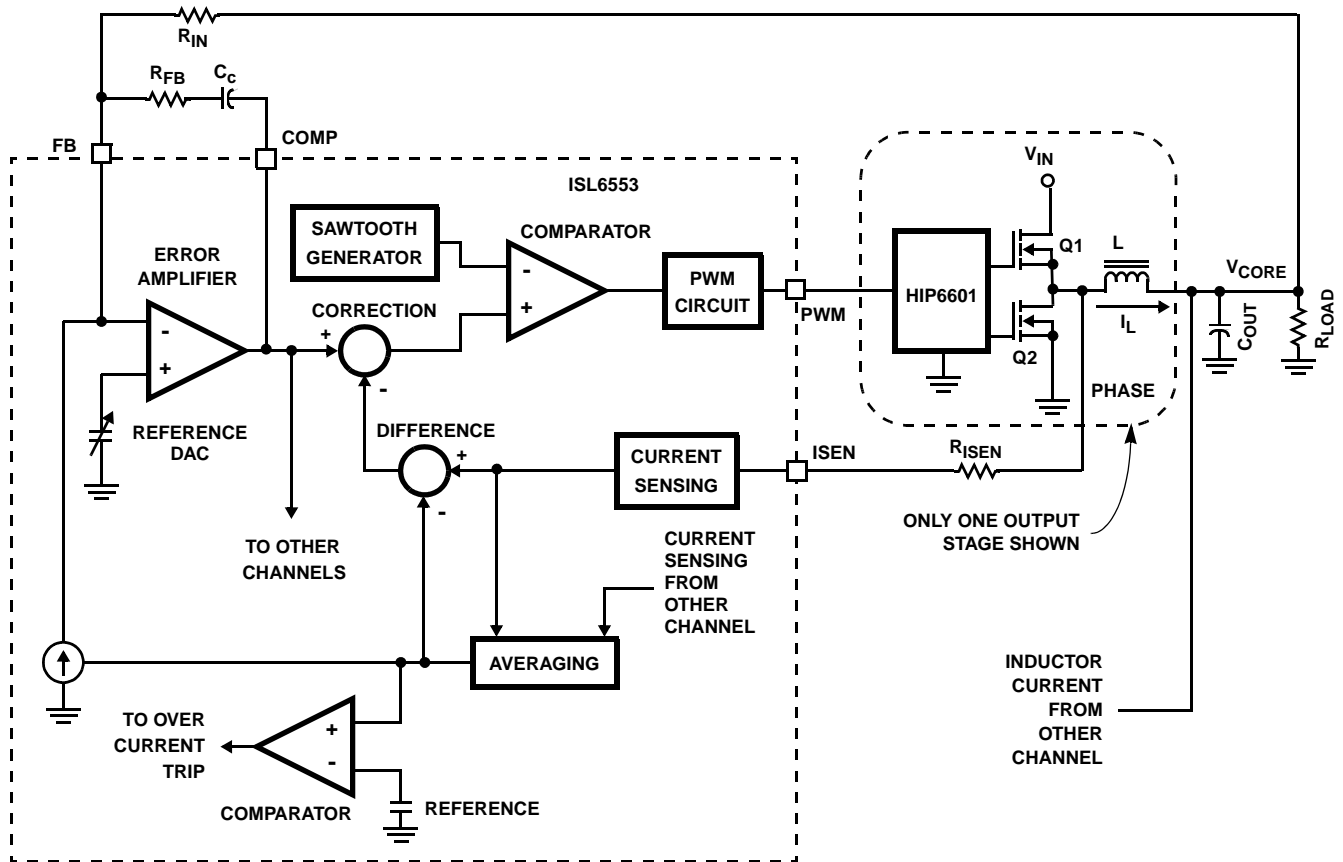 RIN
RFB
Cc
FB
COMP
ISL6553
VIN
SAWTOOTH
GENERATOR
COMPARATOR
-
+
PWM
CIRCUIT
PWM
HIP6601
Q1
Q2
L
IL
VCORE
COUT
RLOAD
PHASE
ERROR
AMPLIFIER
-
+
CORRECTION
+
-
REFERENCE
DAC
DIFFERENCE
+
-
CURRENT
SENSING
ISEN
RISEN
ONLY ONE OUTPUT
STAGE SHOWN
TO OTHER
CHANNELS
CURRENT
SENSING
FROM
OTHER
CHANNEL
AVERAGING
INDUCTOR
CURRENT
FROM
OTHER
CHANNEL
TO OVER
CURRENT
TRIP
+
-
COMPARATOR
REFERENCE